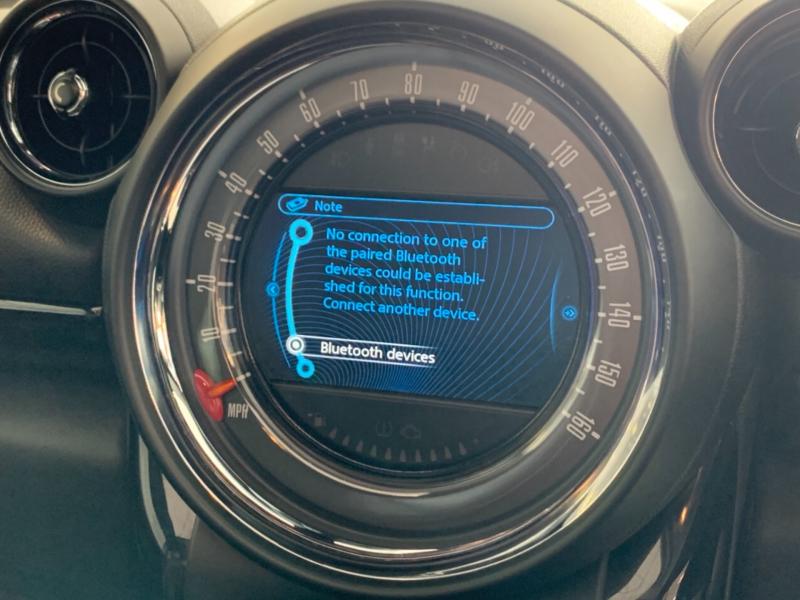 Note
No connection to one of
the paired Bluetooth
devices could be establi-
shed for this function.
Connect another device.
Bluetooth devices
10
20
30
40
50
60
70
80
90
100
110
120
130
140
150
160
MPH